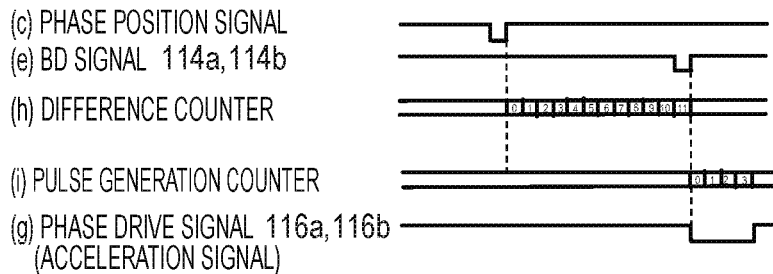 (c) PHASE POSITION SIGNAL
(e) BD SIGNAL 114a,114b
(h) DIFFERENCE COUNTER
0 1 2 3 4 5 6 7 8 9 10 11
(i) PULSE GENERATION COUNTER
0 1 2 3
(g) PHASE DRIVE SIGNAL 116a,116b
(ACCELERATION SIGNAL)